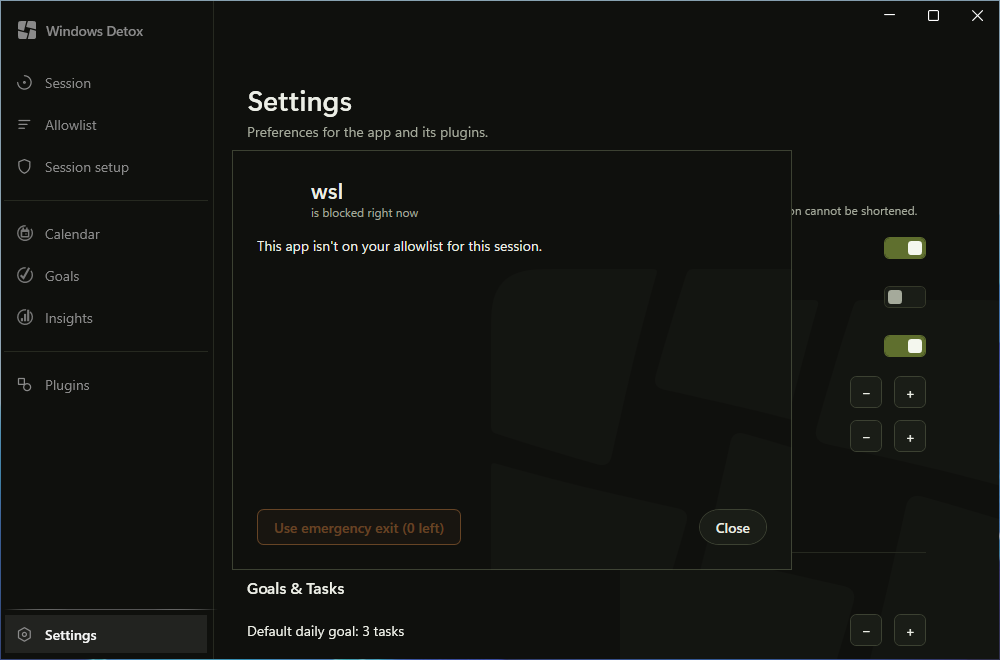 Windows Detox
Session
Allowlist
Session setup
Calendar
Goals
Insights
Plugins
Settings
Settings
Preferences for the app and its plugins.
wsl
is blocked right now
This app isn't on your allowlist for this session.
Use emergency exit (0 left)
Close
on cannot be shortened.
−
+
−
+
Goals & Tasks
Default daily goal: 3 tasks
−
+